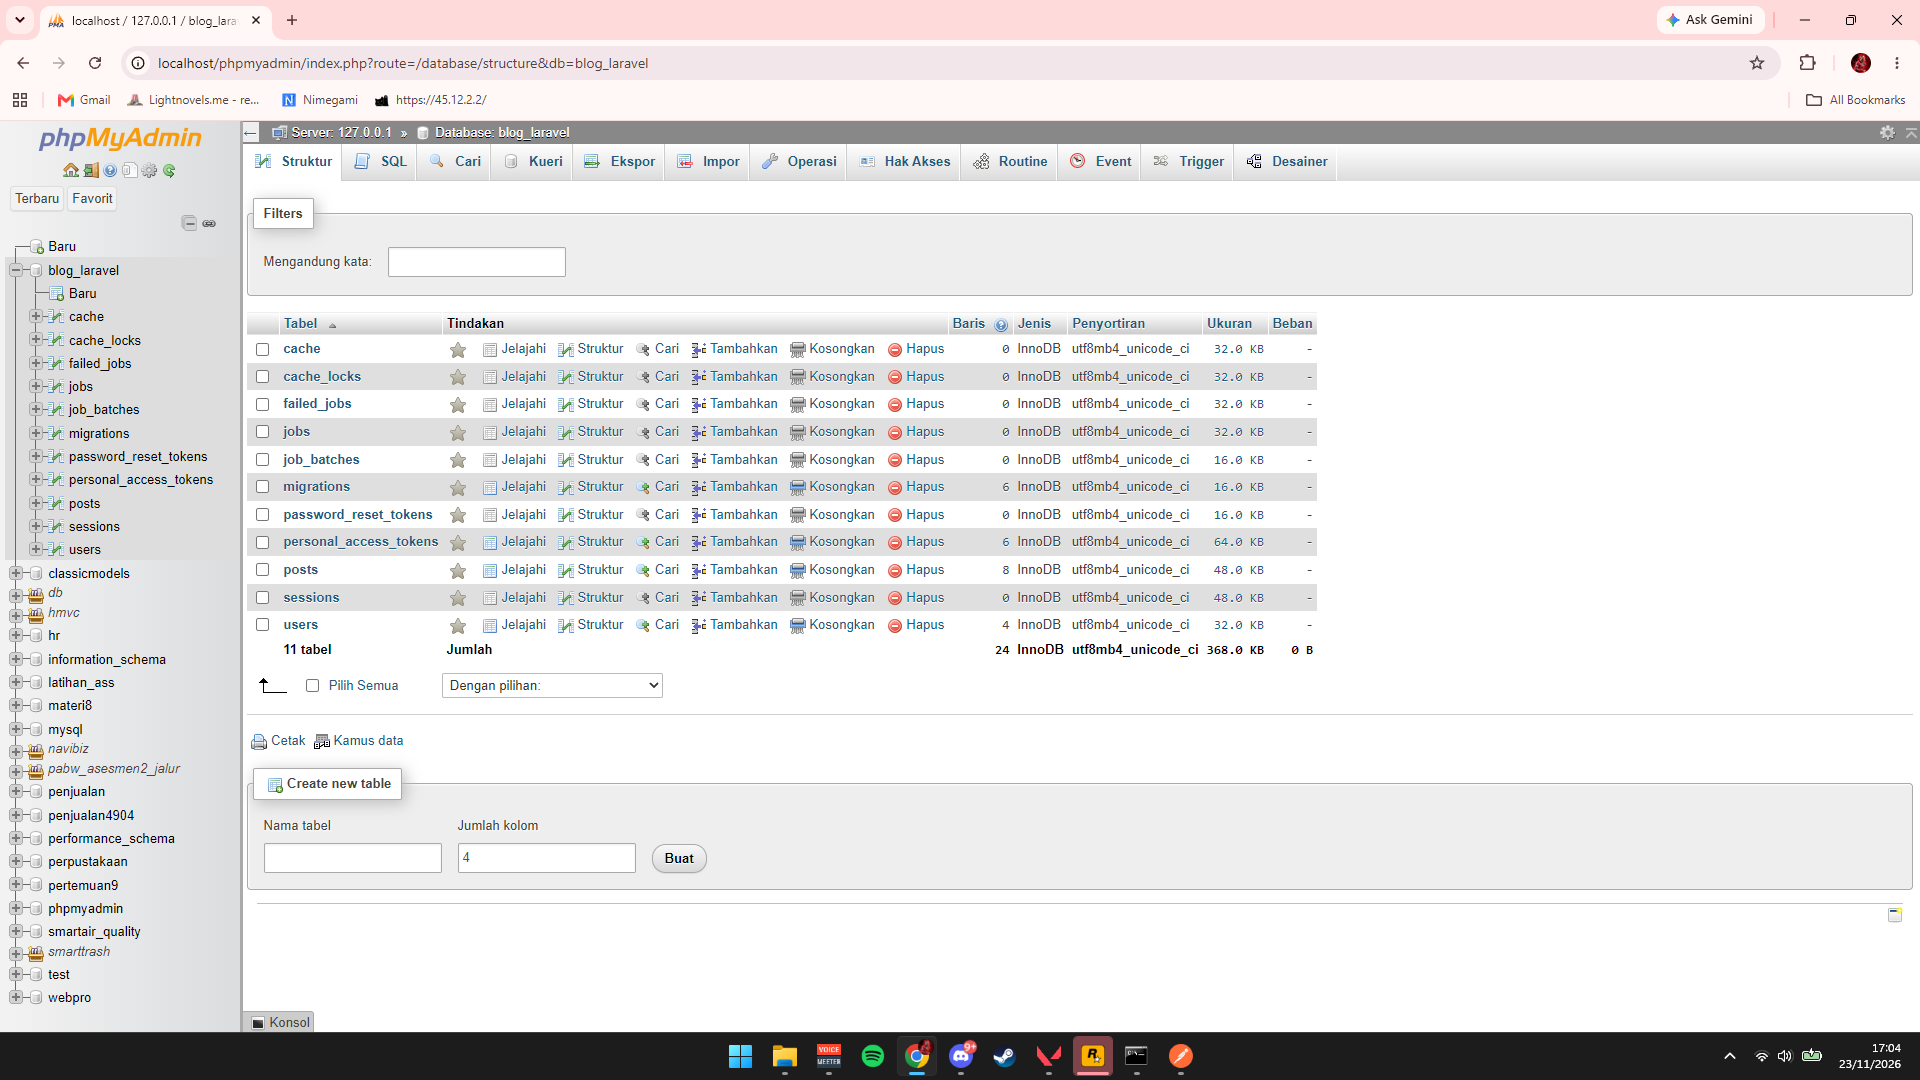 localhost / 127.0.0.1 / blog_lara
Ask Gemini
localhost/phpmyadmin/index.php?route=/database/structure&db=blog_laravel
Gmail
Lightnovels.me - re...
Nimegami
https://45.12.2.2/
All Bookmarks
phpMyAdmin
Terbaru
Favorit
Baru
blog_laravel
Baru
cache
cache_locks
failed_jobs
jobs
job_batches
migrations
password_reset_tokens
personal_access_tokens
posts
sessions
users
classicmodels
db
hmvc
hr
information_schema
latihan_ass
materi8
mysql
navibiz
pabw_asesmen2_jalur
penjualan
penjualan4904
performance_schema
perpustakaan
pertemuan9
phpmyadmin
smartair_quality
smarttrash
test
webpro
Server: 127.0.0.1 » Database: blog_laravel
Struktur SQL Cari Kueri Ekspor Impor Operasi Hak Akses Routine Event Trigger Desainer
Filters
Mengandung kata:
Tabel Tindakan Baris Jenis Penyortiran Ukuran Beban
cache Jelajahi Struktur Cari Tambahkan Kosongkan Hapus 0 InnoDB utf8mb4_unicode_ci 32.0 KB -
cache_locks Jelajahi Struktur Cari Tambahkan Kosongkan Hapus 0 InnoDB utf8mb4_unicode_ci 32.0 KB -
failed_jobs Jelajahi Struktur Cari Tambahkan Kosongkan Hapus 0 InnoDB utf8mb4_unicode_ci 32.0 KB -
jobs Jelajahi Struktur Cari Tambahkan Kosongkan Hapus 0 InnoDB utf8mb4_unicode_ci 32.0 KB -
job_batches Jelajahi Struktur Cari Tambahkan Kosongkan Hapus 0 InnoDB utf8mb4_unicode_ci 16.0 KB -
migrations Jelajahi Struktur Cari Tambahkan Kosongkan Hapus 6 InnoDB utf8mb4_unicode_ci 16.0 KB -
password_reset_tokens Jelajahi Struktur Cari Tambahkan Kosongkan Hapus 0 InnoDB utf8mb4_unicode_ci 16.0 KB -
personal_access_tokens Jelajahi Struktur Cari Tambahkan Kosongkan Hapus 6 InnoDB utf8mb4_unicode_ci 64.0 KB -
posts Jelajahi Struktur Cari Tambahkan Kosongkan Hapus 8 InnoDB utf8mb4_unicode_ci 48.0 KB -
sessions Jelajahi Struktur Cari Tambahkan Kosongkan Hapus 0 InnoDB utf8mb4_unicode_ci 48.0 KB -
users Jelajahi Struktur Cari Tambahkan Kosongkan Hapus 4 InnoDB utf8mb4_unicode_ci 32.0 KB -
11 tabel Jumlah 24 InnoDB utf8mb4_unicode_ci 368.0 KB 0 B
Pilih Semua
Dengan pilihan:
Cetak
Kamus data
Create new table
Nama tabel
Jumlah kolom
4
Buat
Konsol
VOICE
MEETER
9+
17:04
23/11/2026